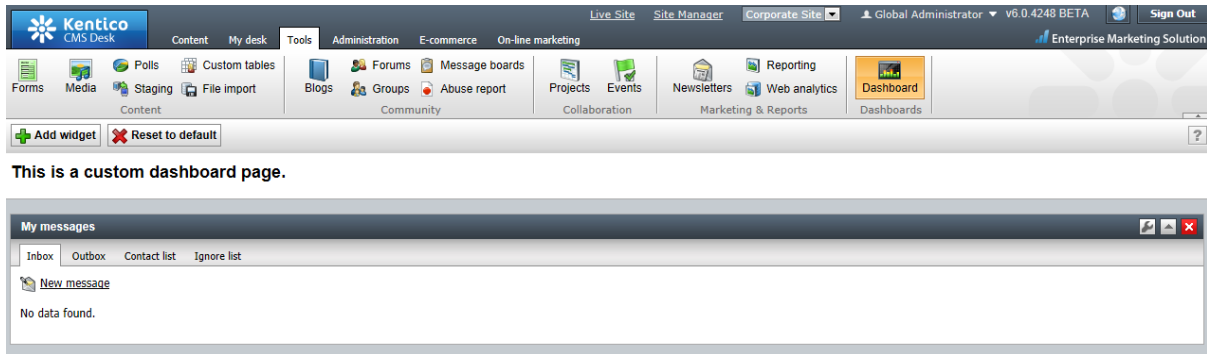 Kentico
CMS Desk
Live Site Site Manager Corporate Site Global Administrator v6.0.4248 BETA Sign Out
Content My desk Tools Administration E-commerce On-line marketing Enterprise Marketing Solution
Forms Media Polls Custom tables Blogs Forums Message boards Projects Events Newsletters Reporting Dashboard
Staging File import Groups Abuse report Web analytics
Content Community Collaboration Marketing & Reports Dashboards
Add widget Reset to default ?
This is a custom dashboard page.
My messages
Inbox Outbox Contact list Ignore list
New message
No data found.